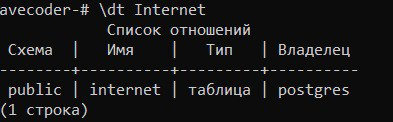 avecoder-# \dt Internet
Список отношений
Схема | Имя | Тип | Владелец
--------+----------+---------+----------
public | internet | таблица | postgres
(1 строка)